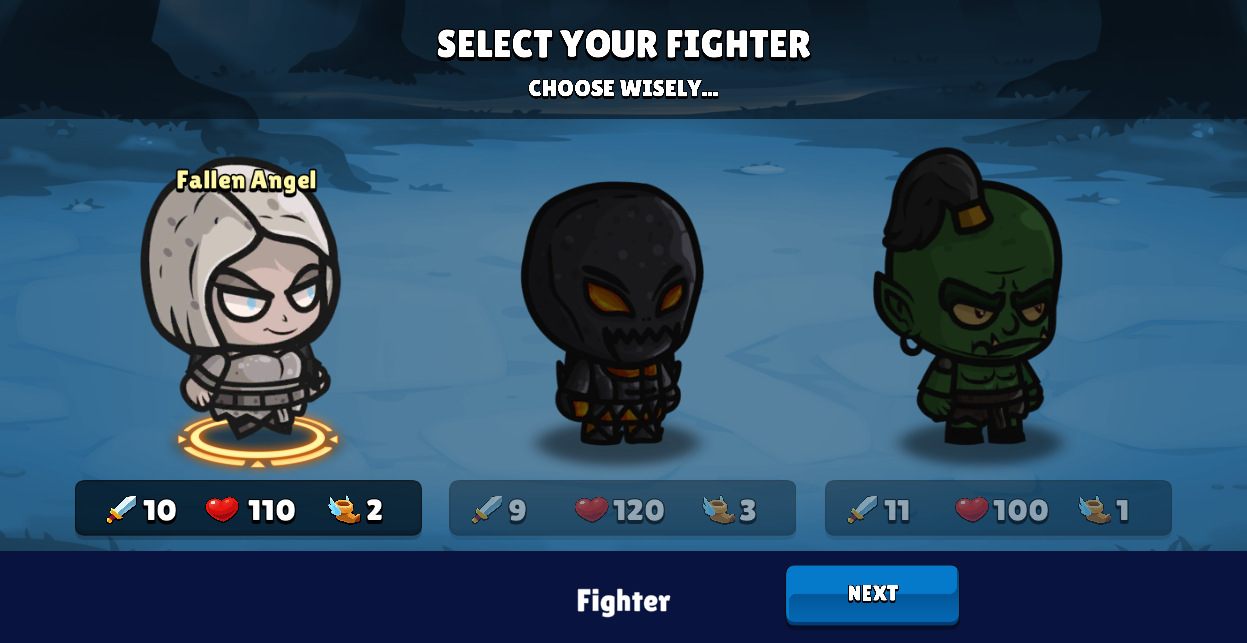 SELECT YOUR FIGHTER
CHOOSE WISELY...
Fallen Angel
10 110 2
9 120 3
11 100 1
Fighter
NEXT